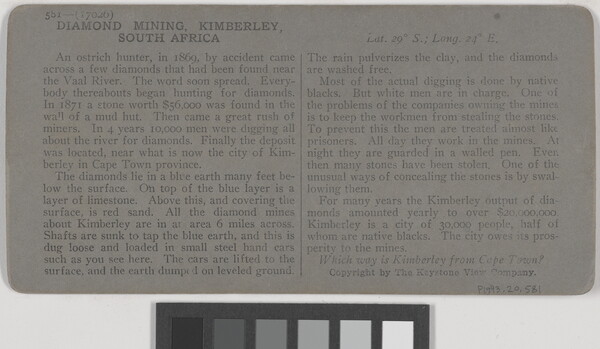 551—(17026)
DIAMOND MINING, KIMBERLEY,
SOUTH AFRICA
Lat. 29° S.; Long. 24° E.
An ostrich hunter, in 1869, by accident came
across a few diamonds that had been found near
the Vaal River. The word soon spread. Every-
body thereabouts began hunting for diamonds.
In 1871 a stone worth $56,000 was found in the
wall of a mud hut. Then came a great rush of
miners. In 4 years 10,000 men were digging all
about the river for diamonds. Finally the deposit
was located, near what is now the city of Kim-
berley in Cape Town province.
The diamonds lie in a blue earth many feet be-
low the surface. On top of the blue layer is a
layer of limestone. Above this, and covering the
surface, is red sand. All the diamond mines
about Kimberley are in at area 6 miles across.
Shafts are sunk to tap the blue earth, and this is
dug loose and loaded in small steel hand cars
such as you see here. The cars are lifted to the
surface, and the earth dumped on leveled ground.
The rain pulverizes the clay, and the diamonds
are washed free.
Most of the actual digging is done by native
blacks. But white men are in charge. One of
the problems of the companies owning the mines
is to keep the workmen from stealing the stones.
To prevent this the men are treated almost like
prisoners. All day they work in the mines. At
night they are guarded in a walled pen. Even
then many stones have been stolen. One of the
unusual ways of concealing the stones is by swal-
lowing them.
For many years the Kimberley output of dia-
monds amounted yearly to over $20,000,000.
Kimberley is a city of 30,000 people, half of
whom are native blacks. The city owes its pros-
perity to the mines.
Which way is Kimberley from Cape Town?
Copyright by The Keystone View Company.
P.93.20.531